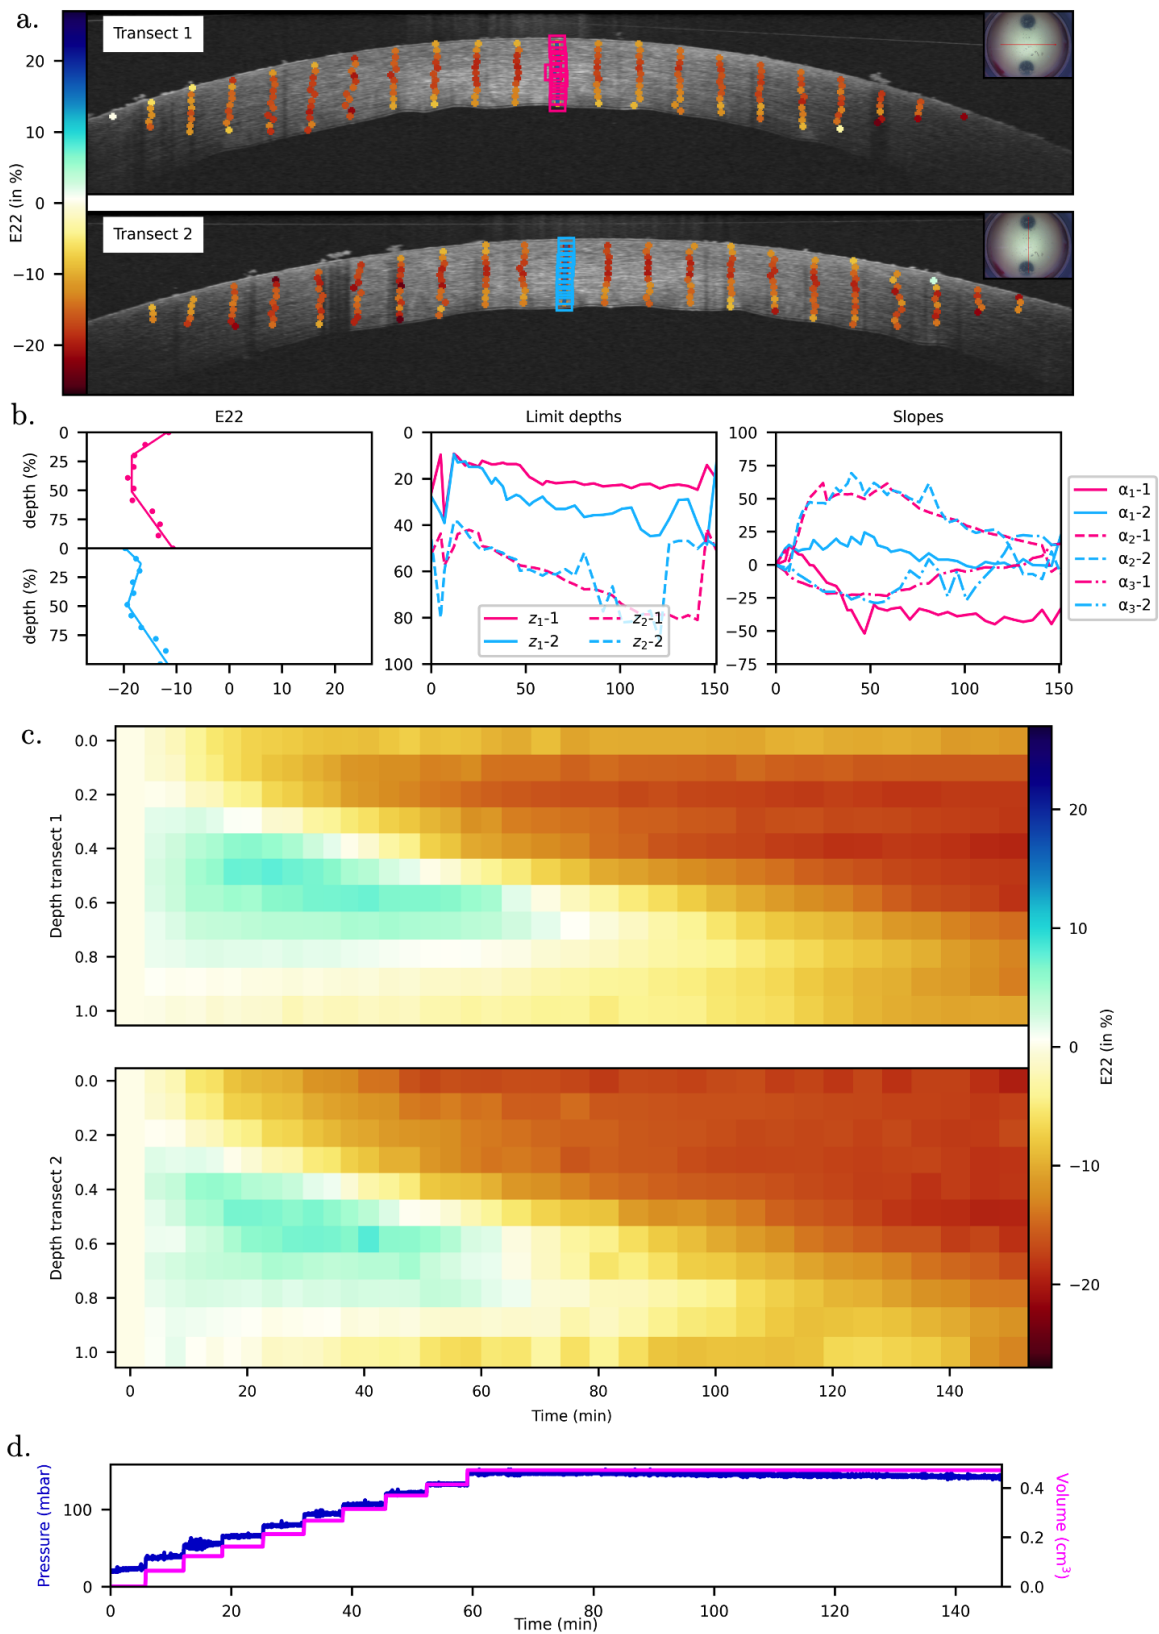 a.
Transect 1
20
10
0
−10
−20
E22 (in %)
Transect 2
b.
E22
Limit depths
Slopes
0
25
50
75
0
25
50
75
depth (%)
depth (%)
−20
−10
0
10
20
0
20
40
60
80
100
z1-1
z1-2
z2-1
z2-2
0
50
100
150
100
75
50
25
0
−25
−50
−75
0
50
100
150
α1-1
α1-2
α2-1
α2-2
α3-1
α3-2
c.
0.0
0.2
0.4
0.6
0.8
1.0
Depth transect 1
0.0
0.2
0.4
0.6
0.8
1.0
Depth transect 2
0
20
40
60
80
100
120
140
Time (min)
20
10
0
−10
−20
E22 (in %)
d.
Pressure (mbar)
100
0
0.4
0.2
0.0
Volume (cm³)
0
20
40
60
80
100
120
140
Time (min)